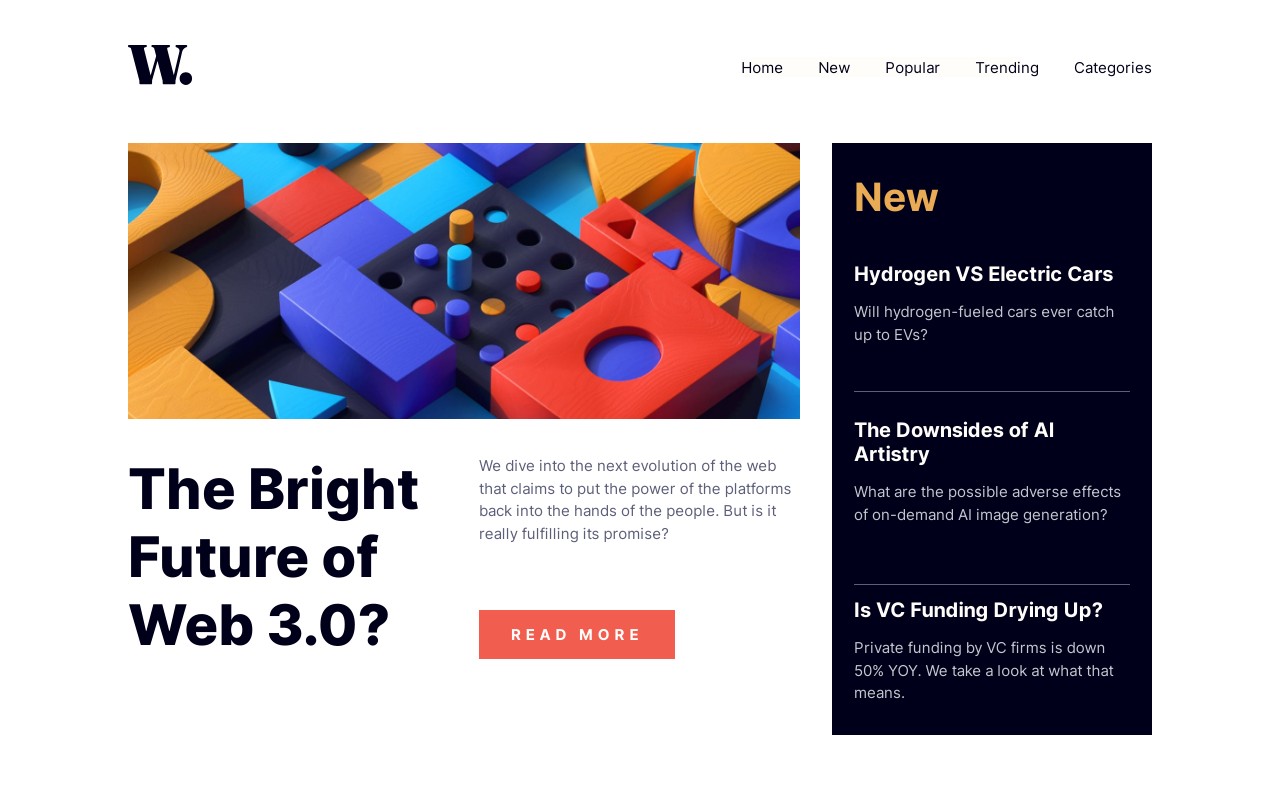 W.
Home New Popular Trending Categories
The Bright
Future of
Web 3.0?
We dive into the next evolution of the web
that claims to put the power of the platforms
back into the hands of the people. But is it
really fulfilling its promise?
READ MORE
New
Hydrogen VS Electric Cars
Will hydrogen-fueled cars ever catch
up to EVs?
The Downsides of AI
Artistry
What are the possible adverse effects
of on-demand AI image generation?
Is VC Funding Drying Up?
Private funding by VC firms is down
50% YOY. We take a look at what that
means.